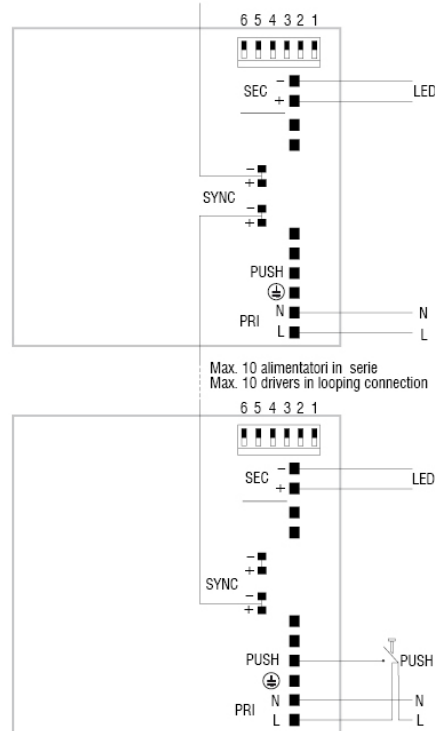 6 5 4 3 2 1
-
SEC
+
LED
-
+
SYNC
-
+
PUSH
N
N
PRI
L
L
Max. 10 alimentatori in serie
Max. 10 drivers in looping connection
6 5 4 3 2 1
-
SEC
+
LED
-
+
SYNC
-
+
PUSH
PUSH
N
N
PRI
L
L